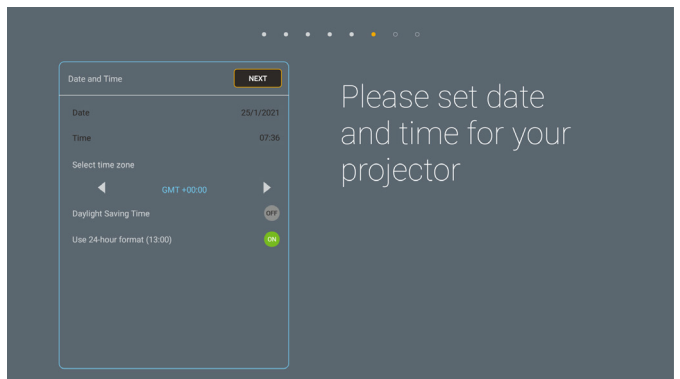 Date and Time
NEXT
Date
25/1/2021
Time
07:36
Select time zone
GMT +00:00
Daylight Saving Time
OFF
Use 24-hour format (13:00)
ON
Please set date
and time for your
projector